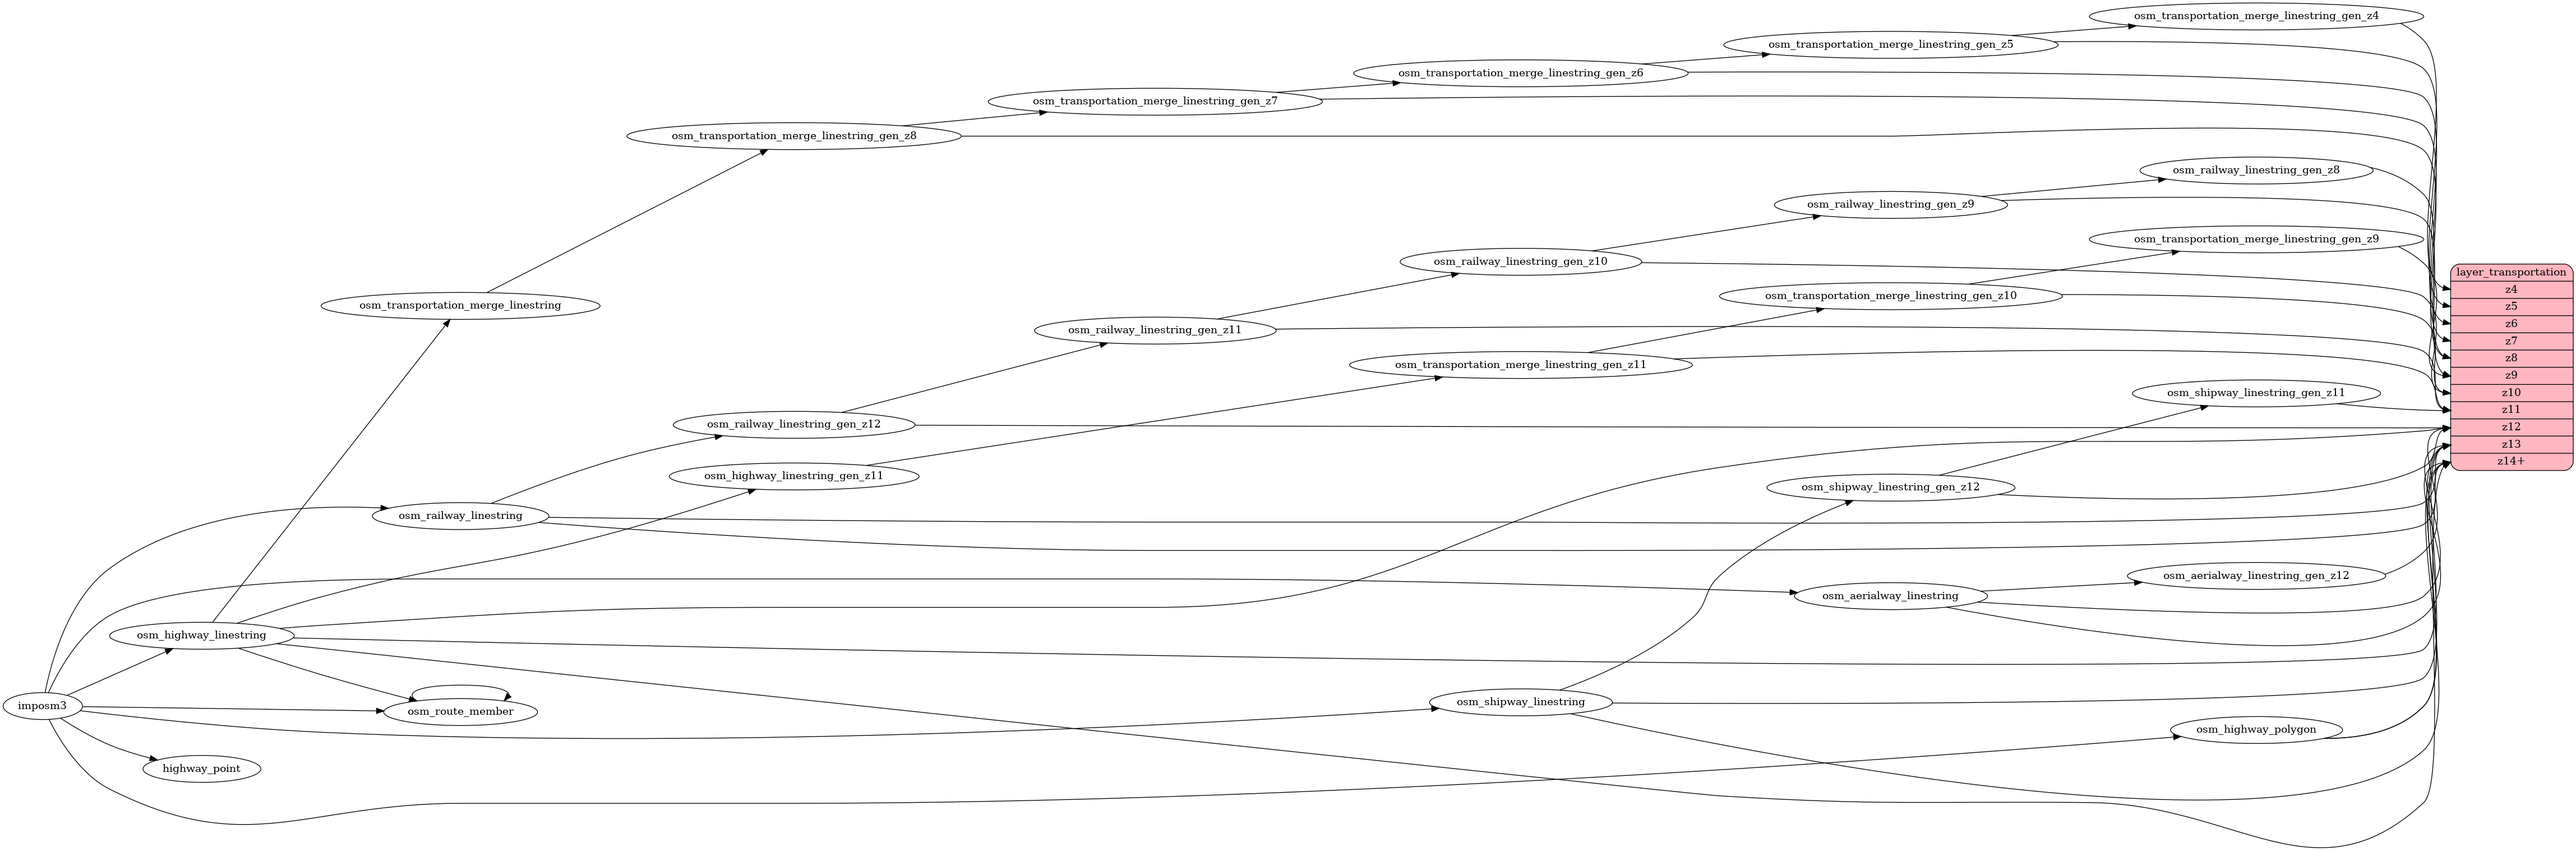 osm_transportation_merge_linestring_gen_z4
osm_transportation_merge_linestring_gen_z5
osm_transportation_merge_linestring_gen_z6
osm_transportation_merge_linestring_gen_z7
osm_transportation_merge_linestring_gen_z8
osm_railway_linestring_gen_z8
osm_railway_linestring_gen_z9
osm_transportation_merge_linestring_gen_z9
osm_railway_linestring_gen_z10
osm_transportation_merge_linestring_gen_z10
osm_transportation_merge_linestring
osm_railway_linestring_gen_z11
osm_transportation_merge_linestring_gen_z11
osm_shipway_linestring_gen_z11
osm_railway_linestring_gen_z12
osm_highway_linestring_gen_z11
osm_shipway_linestring_gen_z12
osm_railway_linestring
osm_aerialway_linestring_gen_z12
osm_aerialway_linestring
osm_highway_linestring
osm_shipway_linestring
imposm3
osm_route_member
osm_highway_polygon
highway_point
layer_transportation
z4
z5
z6
z7
z8
z9
z10
z11
z12
z13
z14+